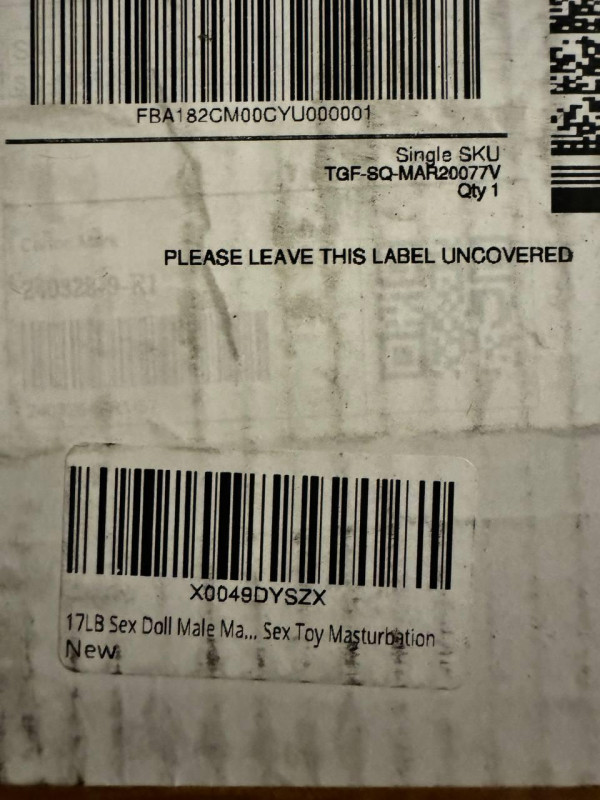 FBA182CM00CYU000001
Single SKU
TGF-SQ-MAR20077V
Qty 1
PLEASE LEAVE THIS LABEL UNCOVERED
X0049DYSZX
17LB Sex Doll Male Ma... Sex Toy Masturbation
New